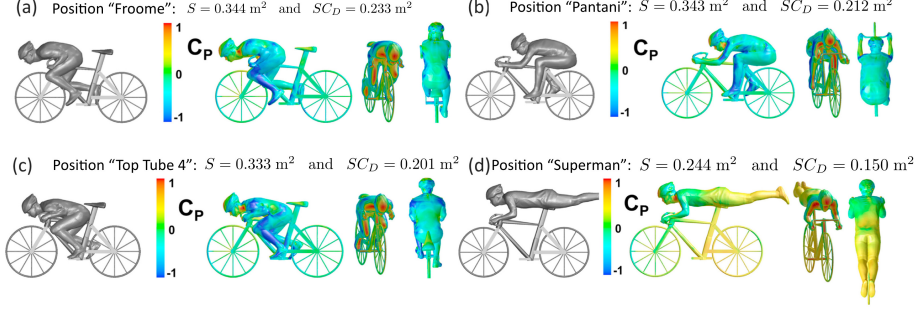 (a) Position “Froome”: S = 0.344 m² and SC_D = 0.233 m²
1
C_P
0
-1
(b) Position “Pantani”: S = 0.343 m² and SC_D = 0.212 m²
1
C_P
0
-1
(c) Position “Top Tube 4”: S = 0.333 m² and SC_D = 0.201 m²
1
C_P
0
-1
(d) Position “Superman”: S = 0.244 m² and SC_D = 0.150 m²
1
C_P
0
-1